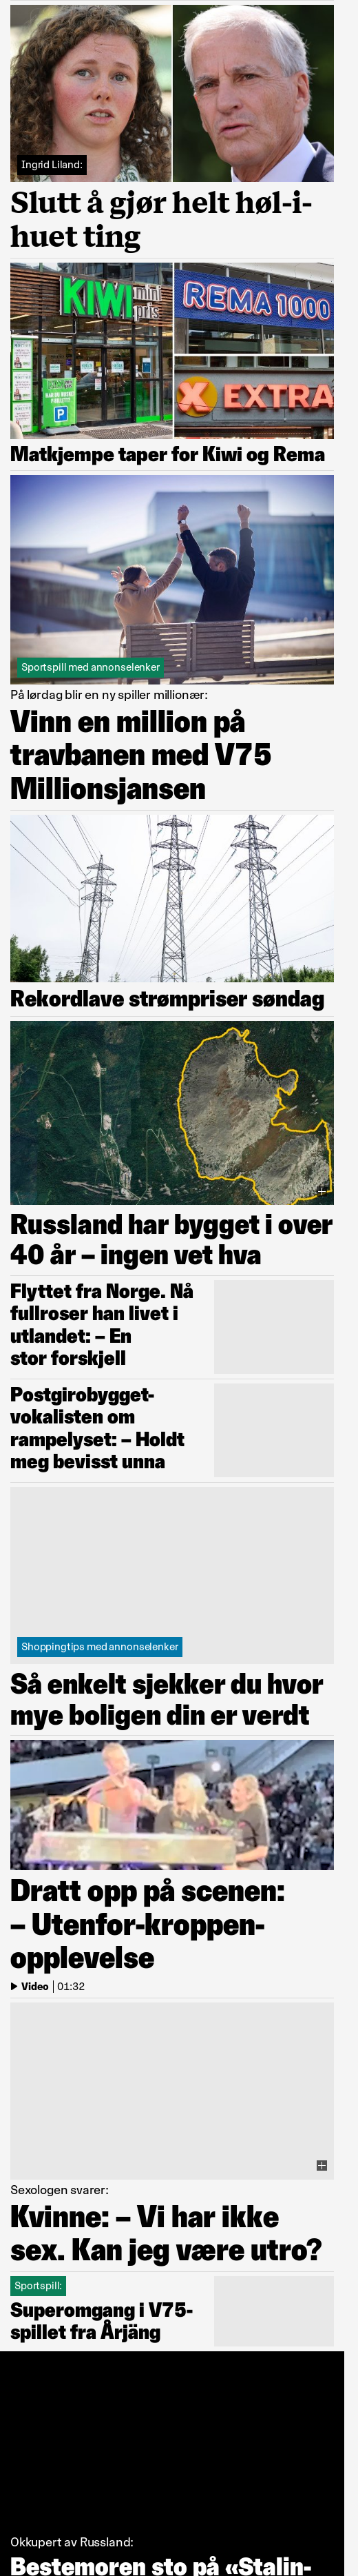 Ingrid Liland:
Slutt å gjør helt høl-i-
huet ting
KIWI mini
pris
REMA 1000
X EXTRA
Matkjempe taper for Kiwi og Rema
Sportspill med annonselenker
På lørdag blir en ny spiller millionær:
Vinn en million på
travbanen med V75
Millionsjansen
Rekordlave strømpriser søndag
Russland har bygget i over
40 år – ingen vet hva
Flyttet fra Norge. Nå
fullroser han livet i
utlandet: – En
stor forskjell
Postgirobygget-
vokalisten om
rampelyset: – Holdt
meg bevisst unna
Shoppingtips med annonselenker
Så enkelt sjekker du hvor
mye boligen din er verdt
Dratt opp på scenen:
– Utenfor-kroppen-
opplevelse
Video | 01:32
Sexologen svarer:
Kvinne: – Vi har ikke
sex. Kan jeg være utro?
Sportspill:
Superomgang i V75-
spillet fra Årjäng
Okkupert av Russland:
Bestemoren sto på «Stalin-